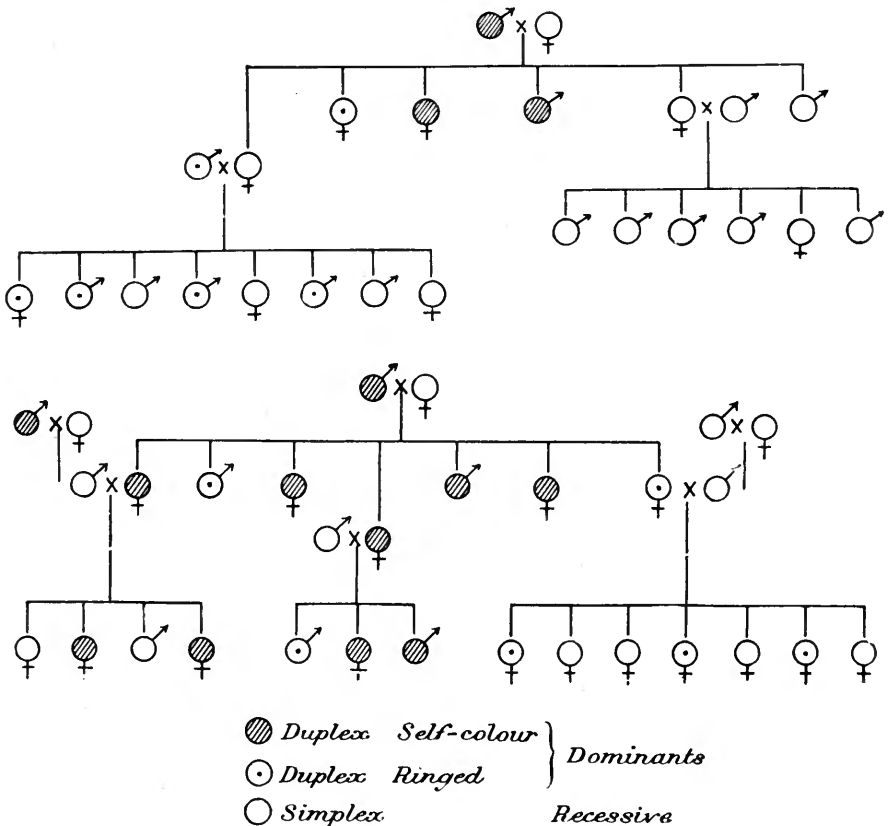 Duplex Self-colour
Duplex Ringed
Dominants
Simplex Recessive